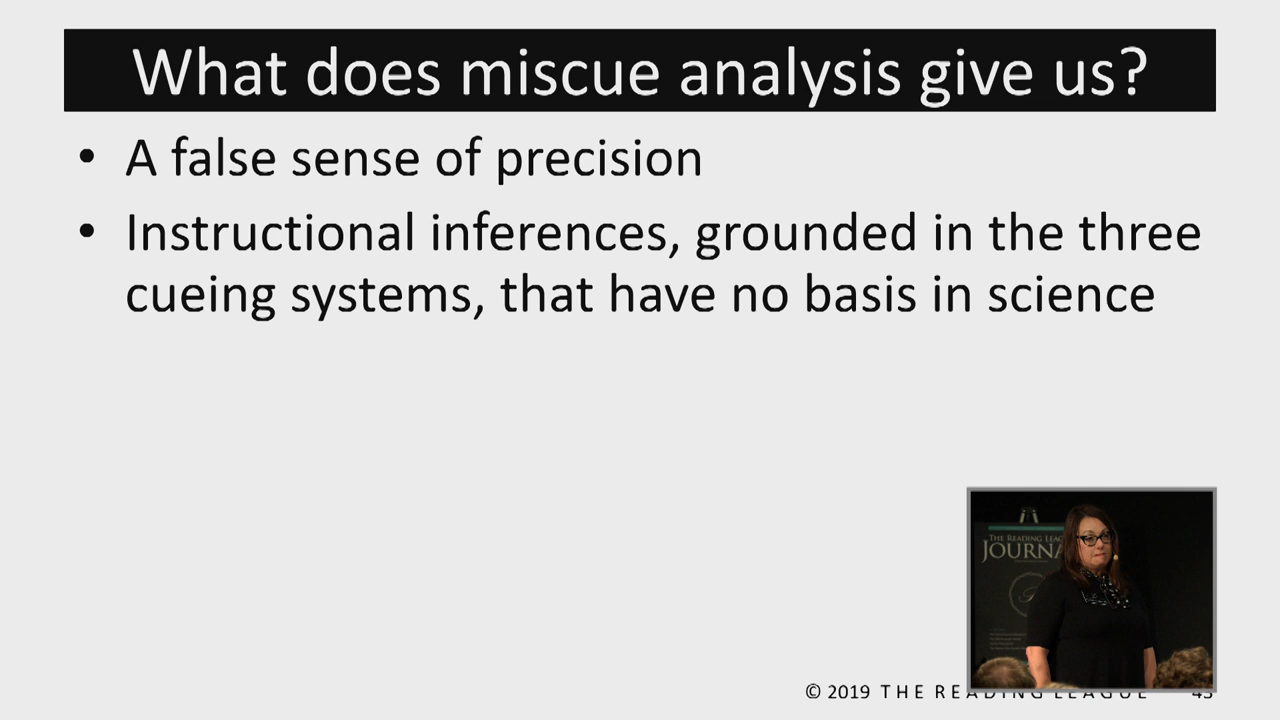 What does miscue analysis give us?
• A false sense of precision
• Instructional inferences, grounded in the three
cueing systems, that have no basis in science
THE READING LEAG
JOURNA
© 2019 THE READING LEAGUE